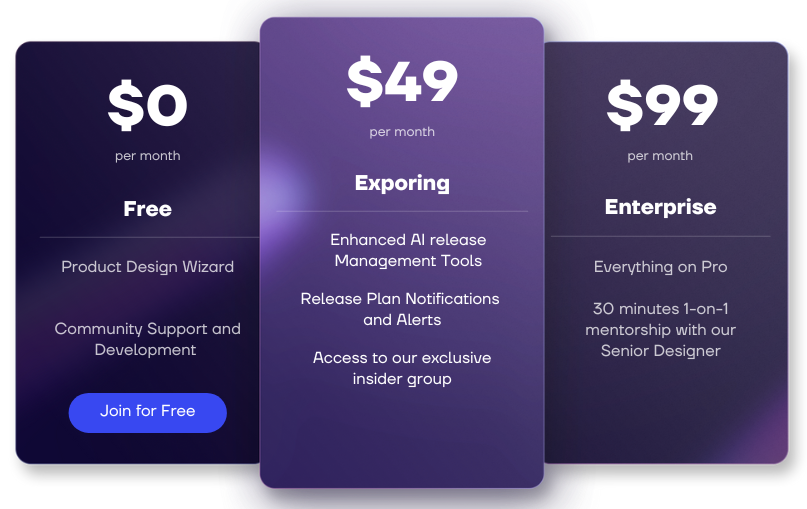 $0
per month
Free
Product Design Wizard
Community Support and
Development
Join for Free
$49
per month
Exporing
Enhanced AI release
Management Tools
Release Plan Notifications
and Alerts
Access to our exclusive
insider group
$99
per month
Enterprise
Everything on Pro
30 minutes 1-on-1
mentorship with our
Senior Designer